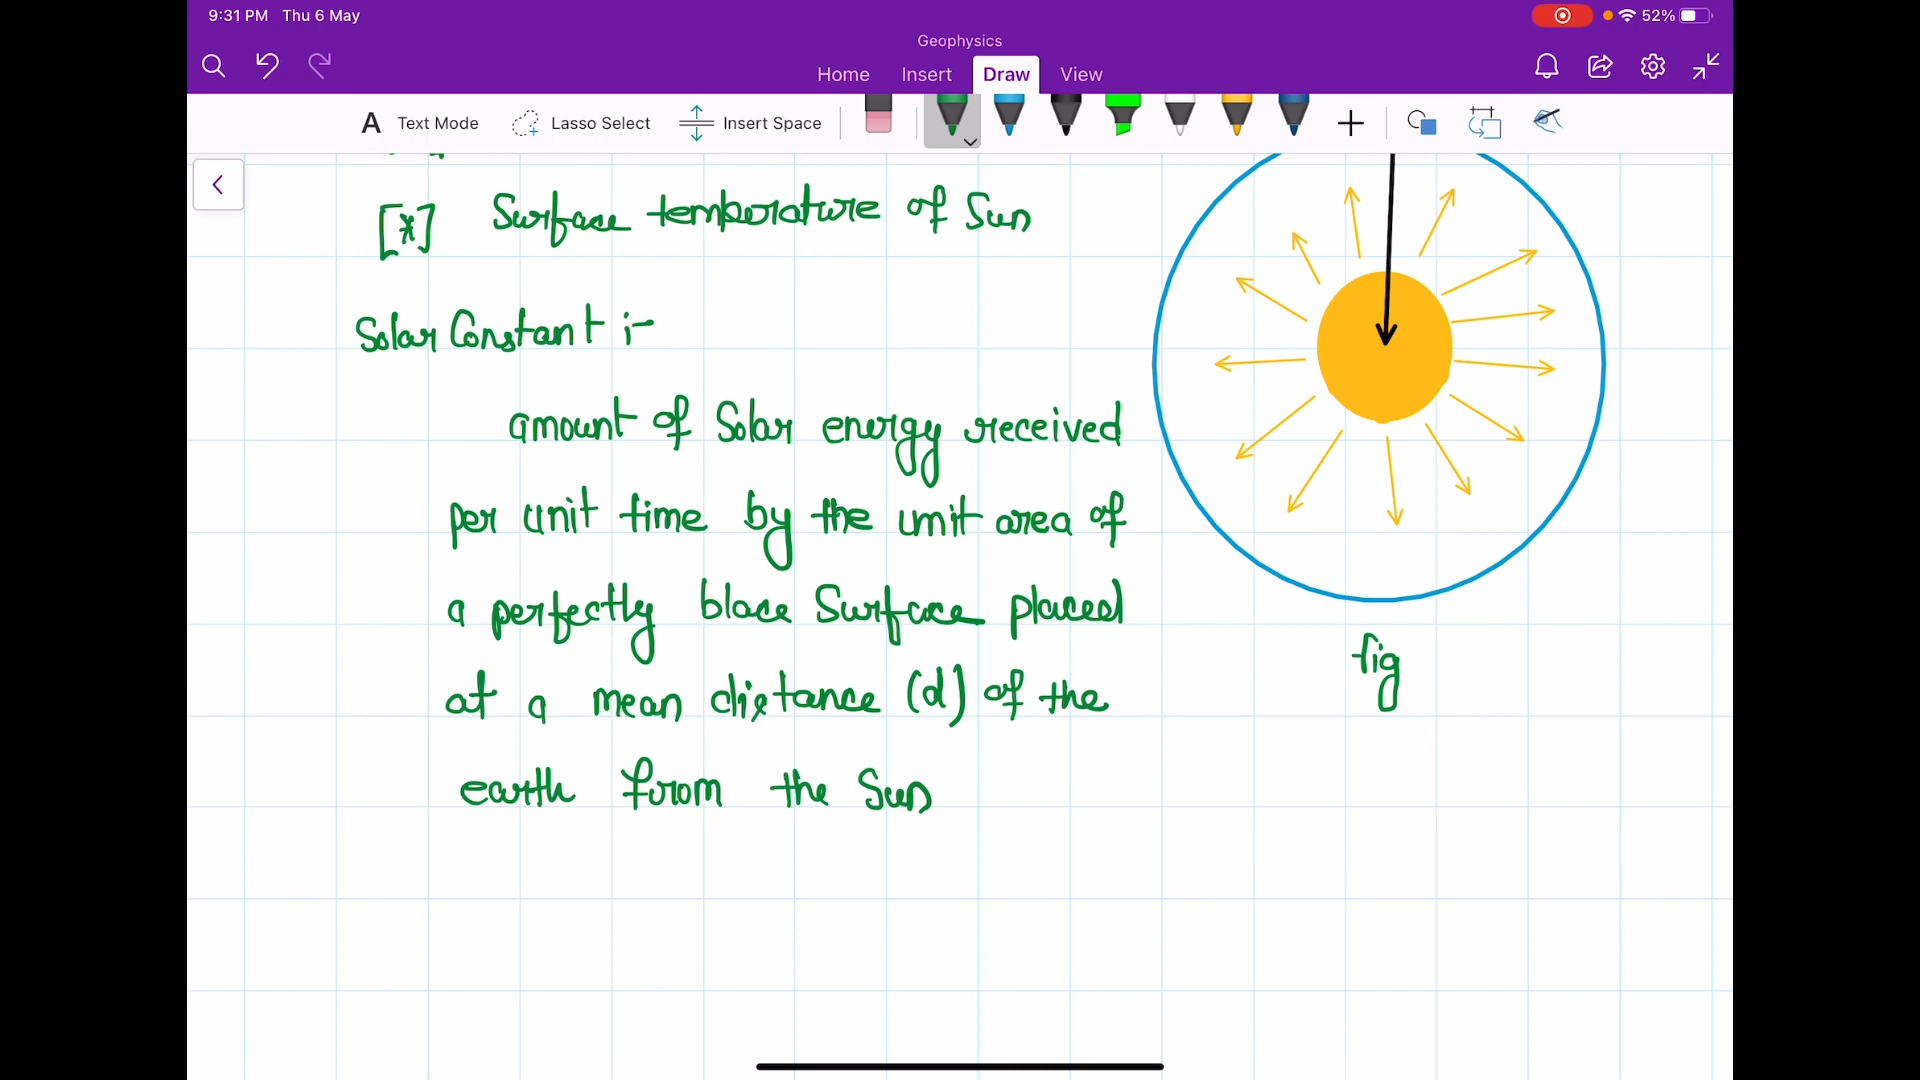 9:31 PM Thu 6 May
52%
Geophysics
Home Insert Draw View
A Text Mode Lasso Select Insert Space
[*] Surface temperature of Sun
Solar Constant :-
amount of Solar energy received
per unit time by the unit area of
a perfectly blace Surface placed
at a mean distance (d) of the
earth from the Sun
fig